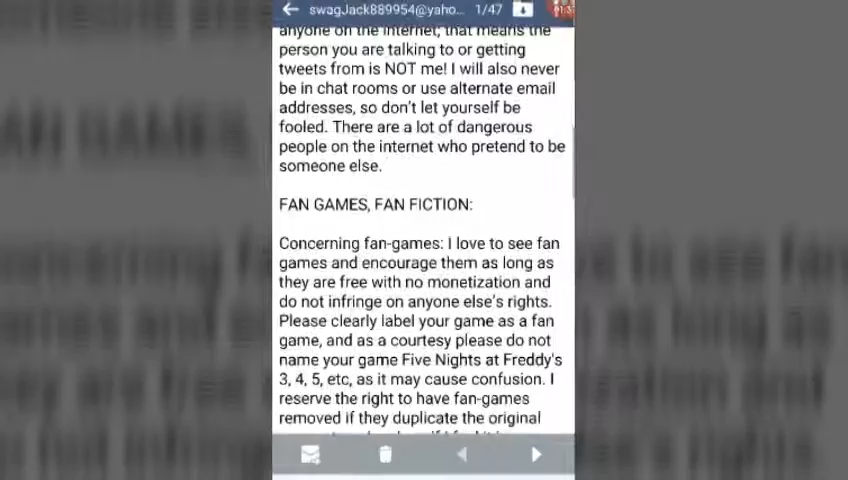 swagJack889954@yaho... 1/47
anyone on the internet; that means the
person you are talking to or getting
tweets from is NOT me! I will also never
be in chat rooms or use alternate email
addresses, so don't let yourself be
fooled. There are a lot of dangerous
people on the internet who pretend to be
someone else.
FAN GAMES, FAN FICTION:
Concerning fan-games: I love to see fan
games and encourage them as long as
they are free with no monetization and
do not infringe on anyone else's rights.
Please clearly label your game as a fan
game, and as a courtesy please do not
name your game Five Nights at Freddy's
3, 4, 5, etc, as it may cause confusion. I
reserve the right to have fan-games
removed if they duplicate the original